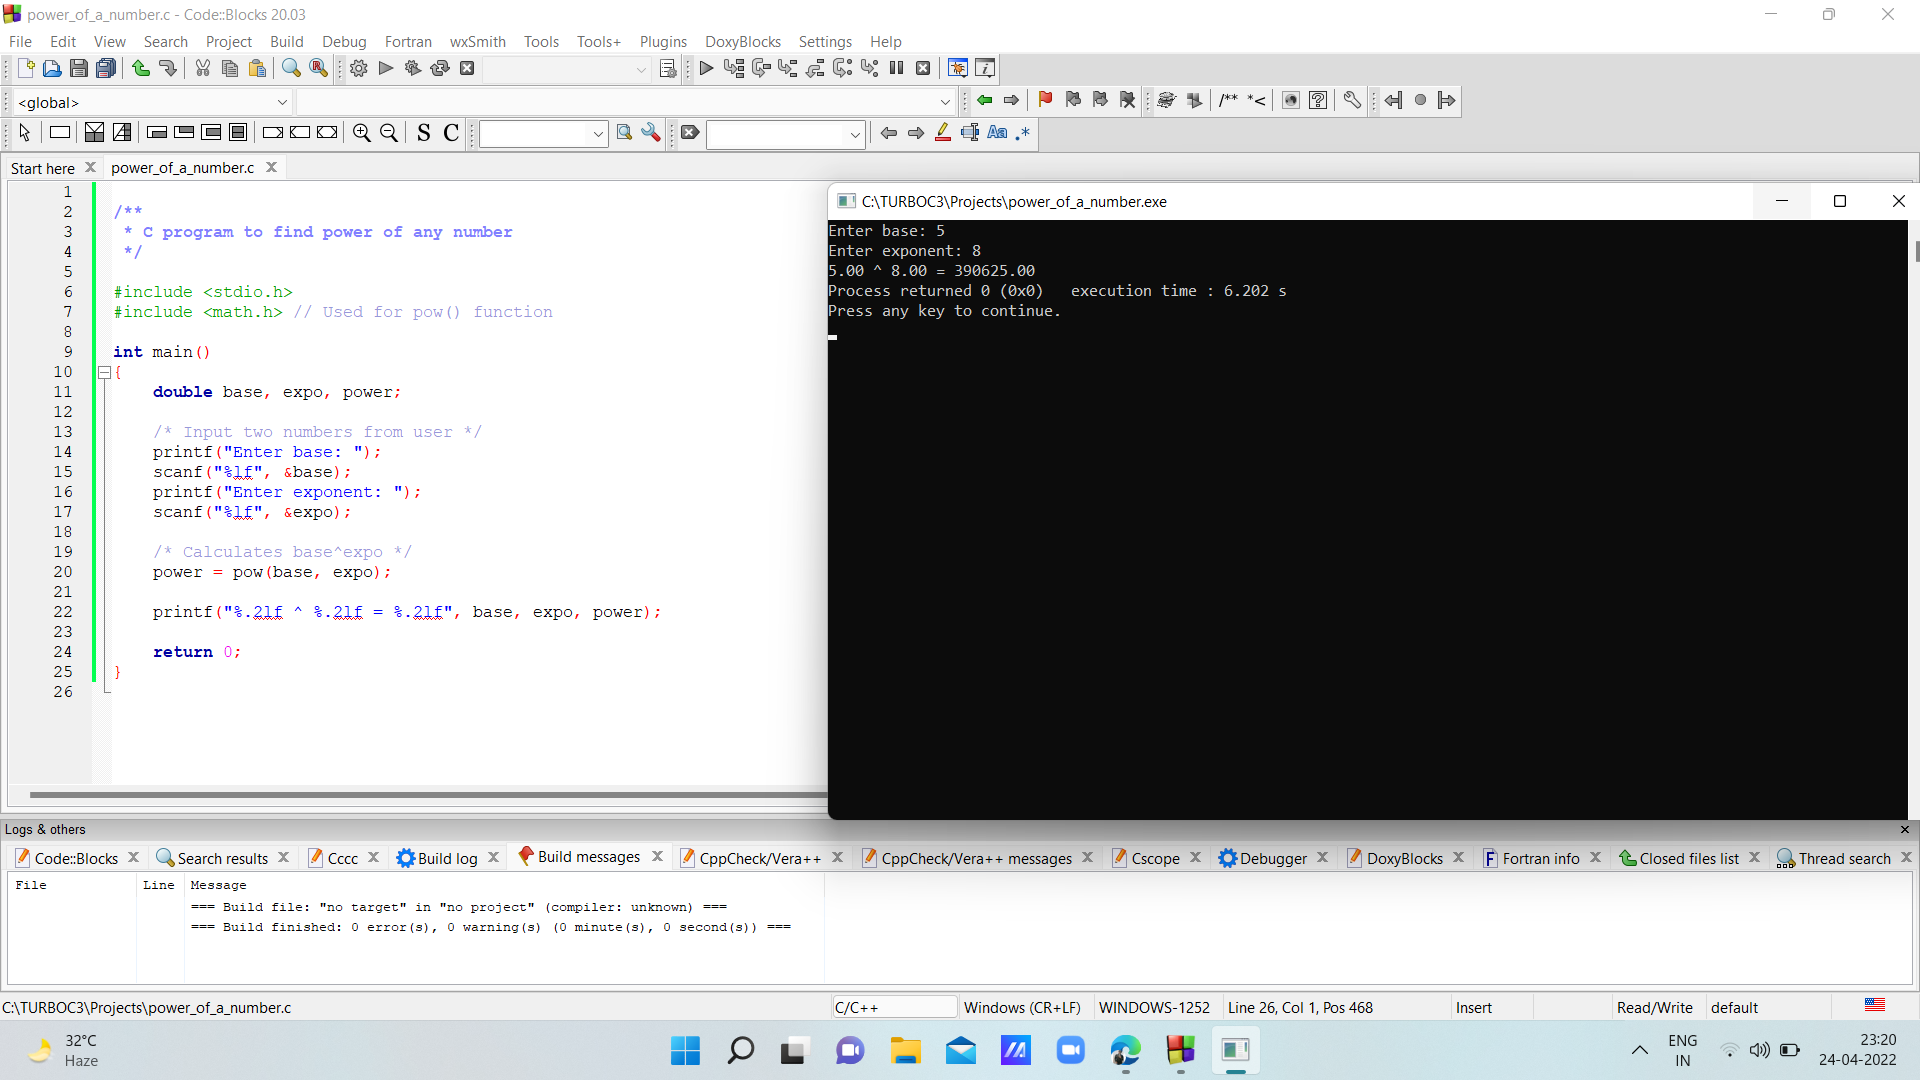 power_of_a_number.c - Code::Blocks 20.03
File Edit View Search Project Build Debug Fortran wxSmith Tools Tools+ Plugins DoxyBlocks Settings Help
<global>
/** *<
S C
Aa .*
Start here power_of_a_number.c
1
2 /**
3 * C program to find power of any number
4 */
5
6 #include <stdio.h>
7 #include <math.h> // Used for pow() function
8
9 int main()
10 {
11 double base, expo, power;
12
13 /* Input two numbers from user */
14 printf("Enter base: ");
15 scanf("%lf", &base);
16 printf("Enter exponent: ");
17 scanf("%lf", &expo);
18
19 /* Calculates base^expo */
20 power = pow(base, expo);
21
22 printf("%.2lf ^ %.2lf = %.2lf", base, expo, power);
23
24 return 0;
25 }
26
C:\TURBOC3\Projects\power_of_a_number.exe
Enter base: 5
Enter exponent: 8
5.00 ^ 8.00 = 390625.00
Process returned 0 (0x0) execution time : 6.202 s
Press any key to continue.
Logs & others
Code::Blocks Search results Cccc Build log Build messages CppCheck/Vera++ CppCheck/Vera++ messages Cscope Debugger DoxyBlocks Fortran info Closed files list Thread search
File Line Message
=== Build file: "no target" in "no project" (compiler: unknown) ===
=== Build finished: 0 error(s), 0 warning(s) (0 minute(s), 0 second(s)) ===
C:\TURBOC3\Projects\power_of_a_number.c C/C++ Windows (CR+LF) WINDOWS-1252 Line 26, Col 1, Pos 468 Insert Read/Write default
32°C
Haze
ENG
IN
23:20
24-04-2022